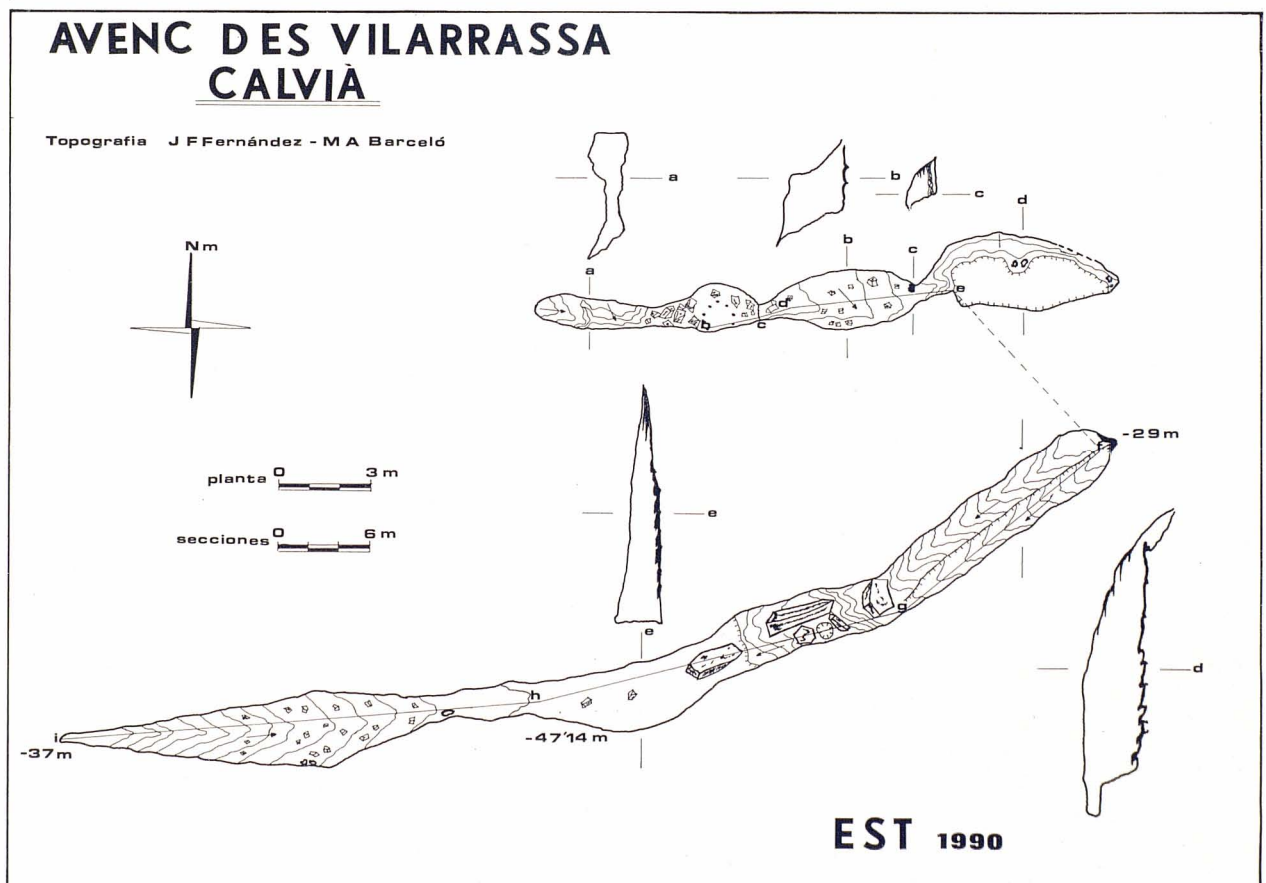 AVENC DES VILARRASSA
CALVIÀ
Topografia J F Fernández - M A Barceló
a
b
c
d
b
c
d
a
Nm
b
c
d
e
-29m
f
planta 0 3 m
e
secciones 0 6 m
g
e
d
h
i
-37m
-47'14 m
EST 1990